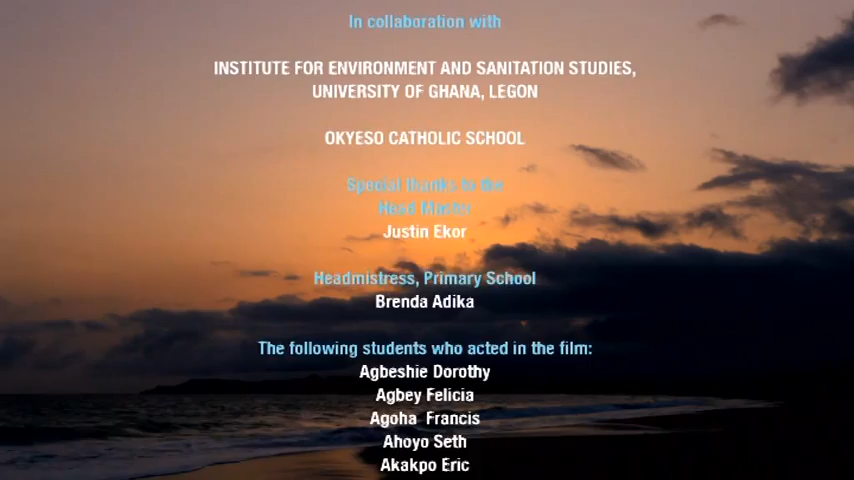 In collaboration with
INSTITUTE FOR ENVIRONMENT AND SANITATION STUDIES,
UNIVERSITY OF GHANA, LEGON
OKYESO CATHOLIC SCHOOL
Special thanks to the
Head Master
Justin Ekor
Headmistress, Primary School
Brenda Adika
The following students who acted in the film:
Agbeshie Dorothy
Agbey Felicia
Agoha Francis
Ahoyo Seth
Akakpo Eric